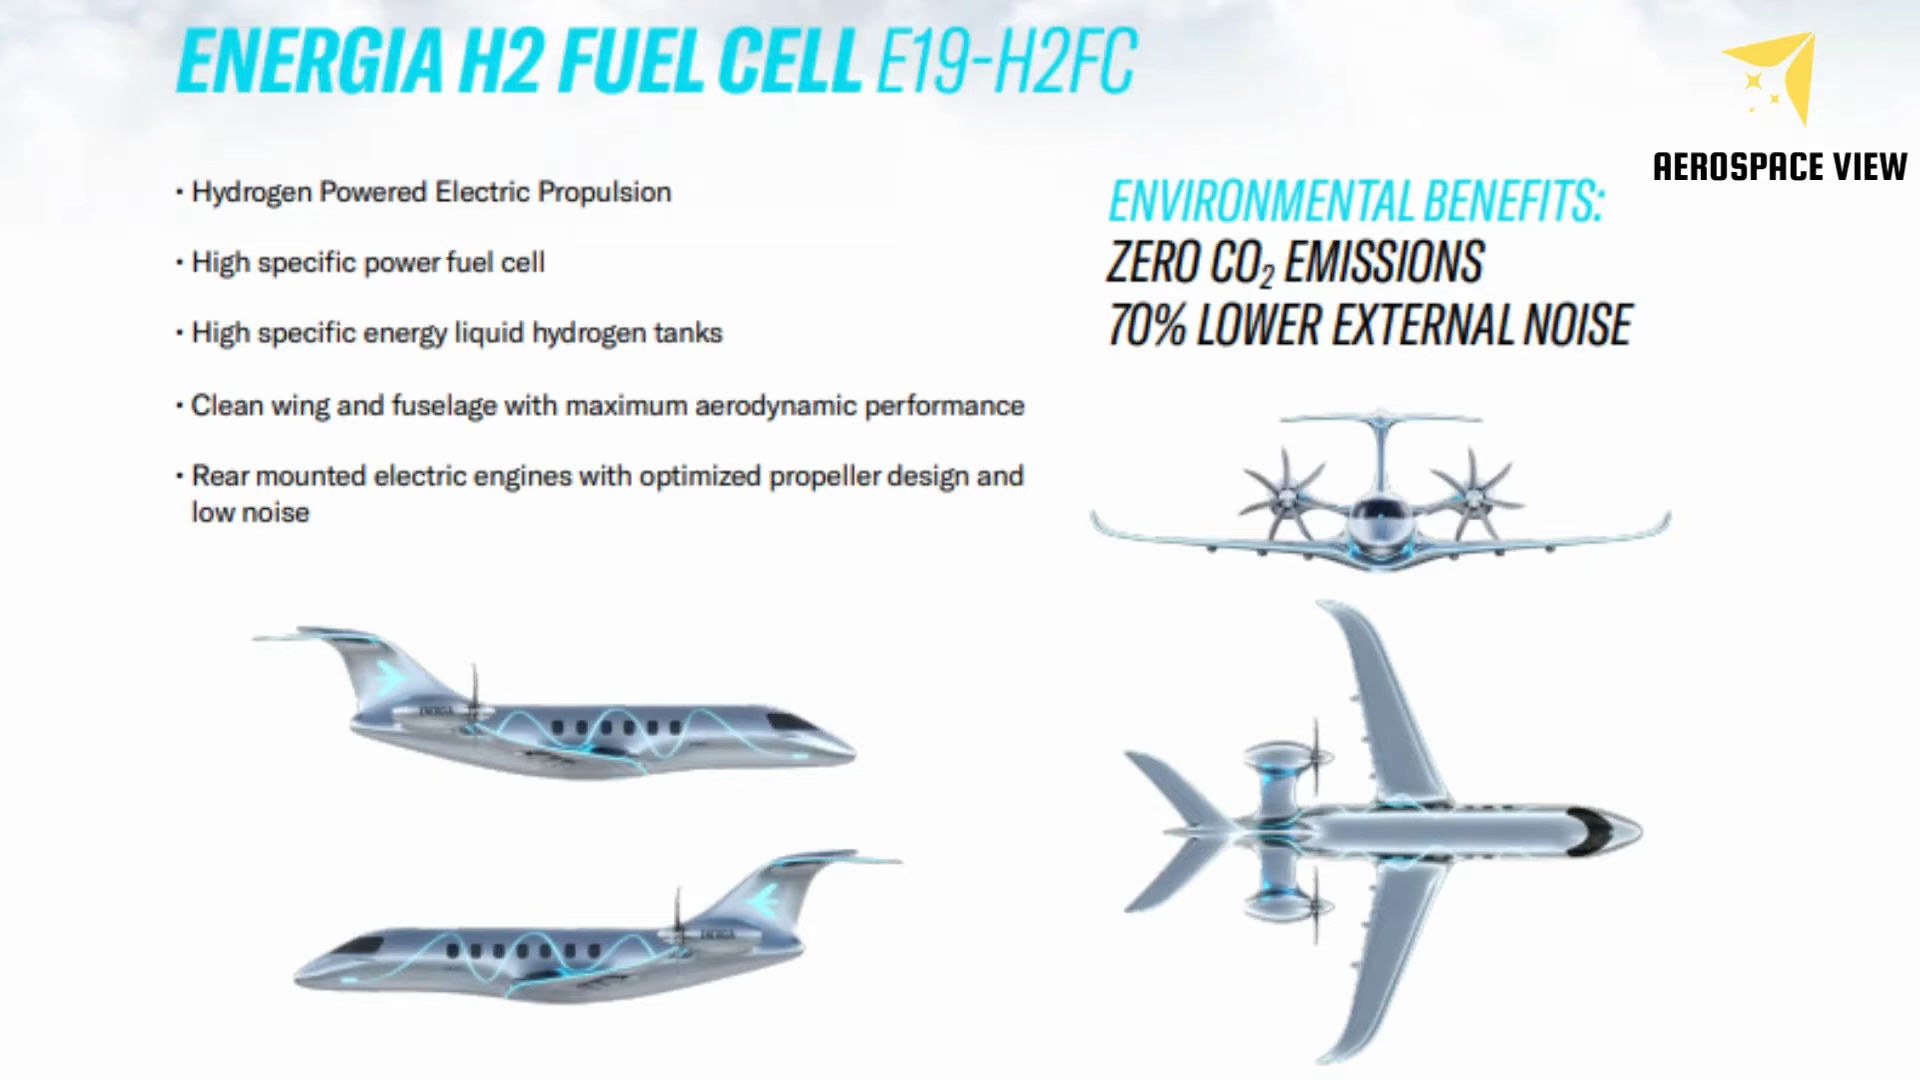 ENERGIA H2 FUEL CELL E19-H2FC
AEROSPACE VIEW
• Hydrogen Powered Electric Propulsion
• High specific power fuel cell
• High specific energy liquid hydrogen tanks
• Clean wing and fuselage with maximum aerodynamic performance
• Rear mounted electric engines with optimized propeller design and
low noise
ENVIRONMENTAL BENEFITS:
ZERO CO₂ EMISSIONS
70% LOWER EXTERNAL NOISE
ENERGIA
ENERGIA